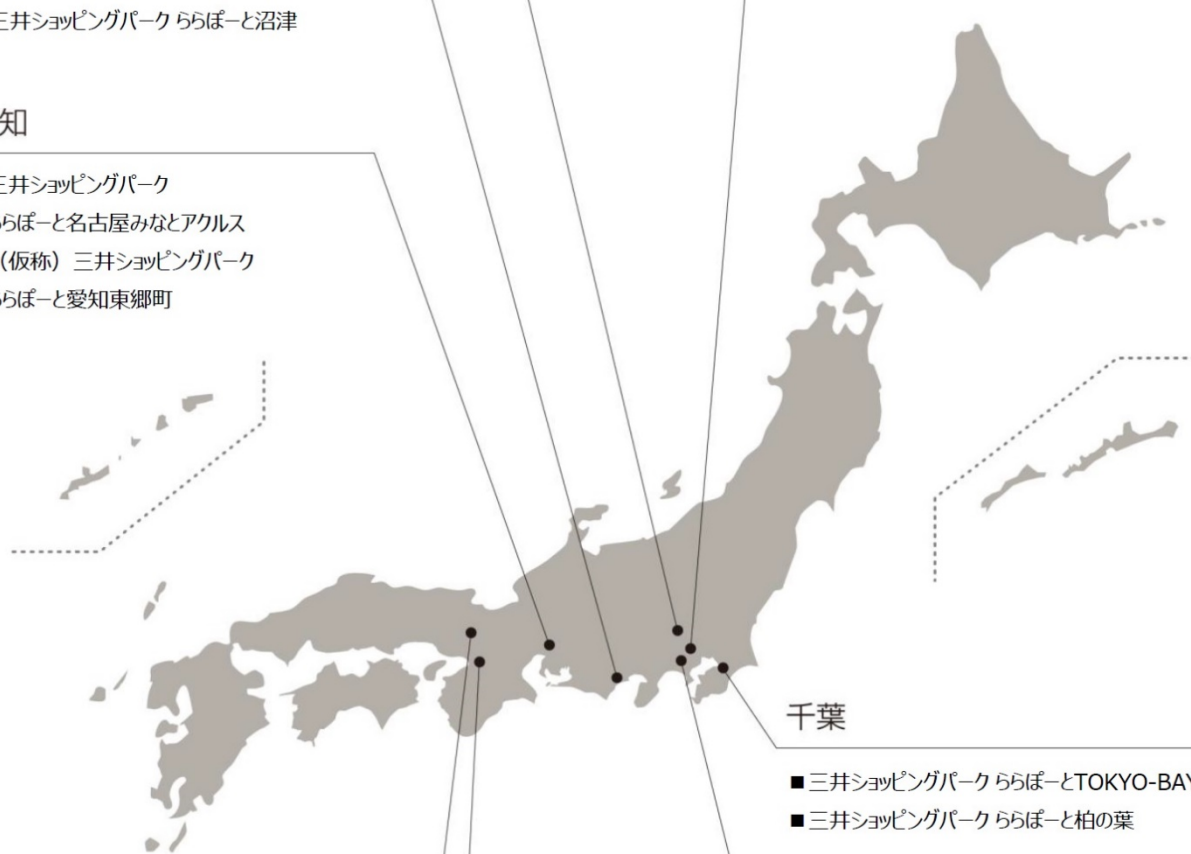 三井ショッピングパーク ららぽーと沼津
知
三井ショッピングパーク
ららぽーと名古屋みなとアクルス
(仮称) 三井ショッピングパーク
ららぽーと愛知東郷町
千葉
■三井ショッピングパーク ららぽーとTOKYO-BAY
■三井ショッピングパーク ららぽーと柏の葉